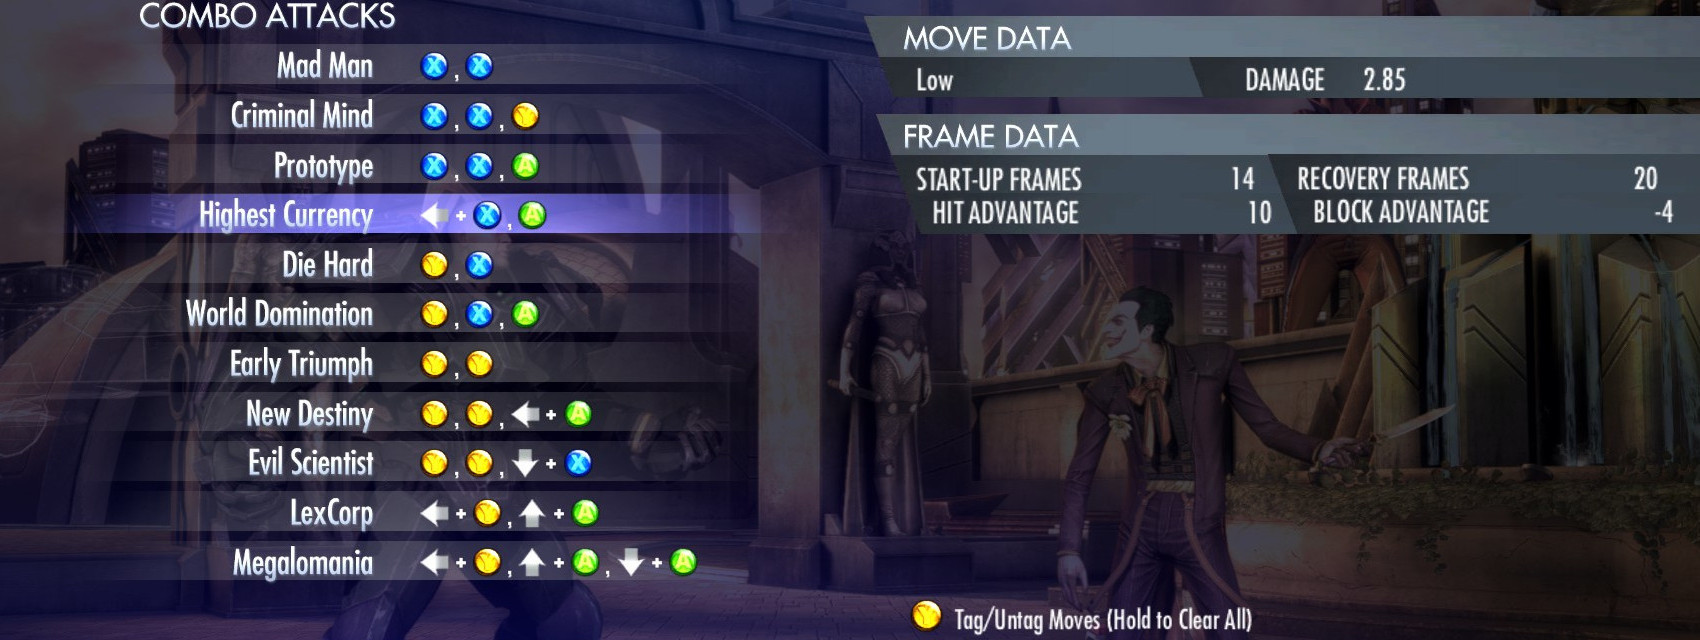 COMBO ATTACKS
Mad Man X , X
Criminal Mind X , X , Y
Prototype X , X , A
Highest Currency + X , A
Die Hard Y , X
World Domination Y , X , A
Early Triumph Y , Y
New Destiny Y , Y , + A
Evil Scientist Y , Y , + X
LexCorp + Y , + A
Megalomania + Y , + A , + A
MOVE DATA
Low DAMAGE 2.85
FRAME DATA
START-UP FRAMES 14 RECOVERY FRAMES 20
HIT ADVANTAGE 10 BLOCK ADVANTAGE -4
Y Tag/Untag Moves (Hold to Clear All)